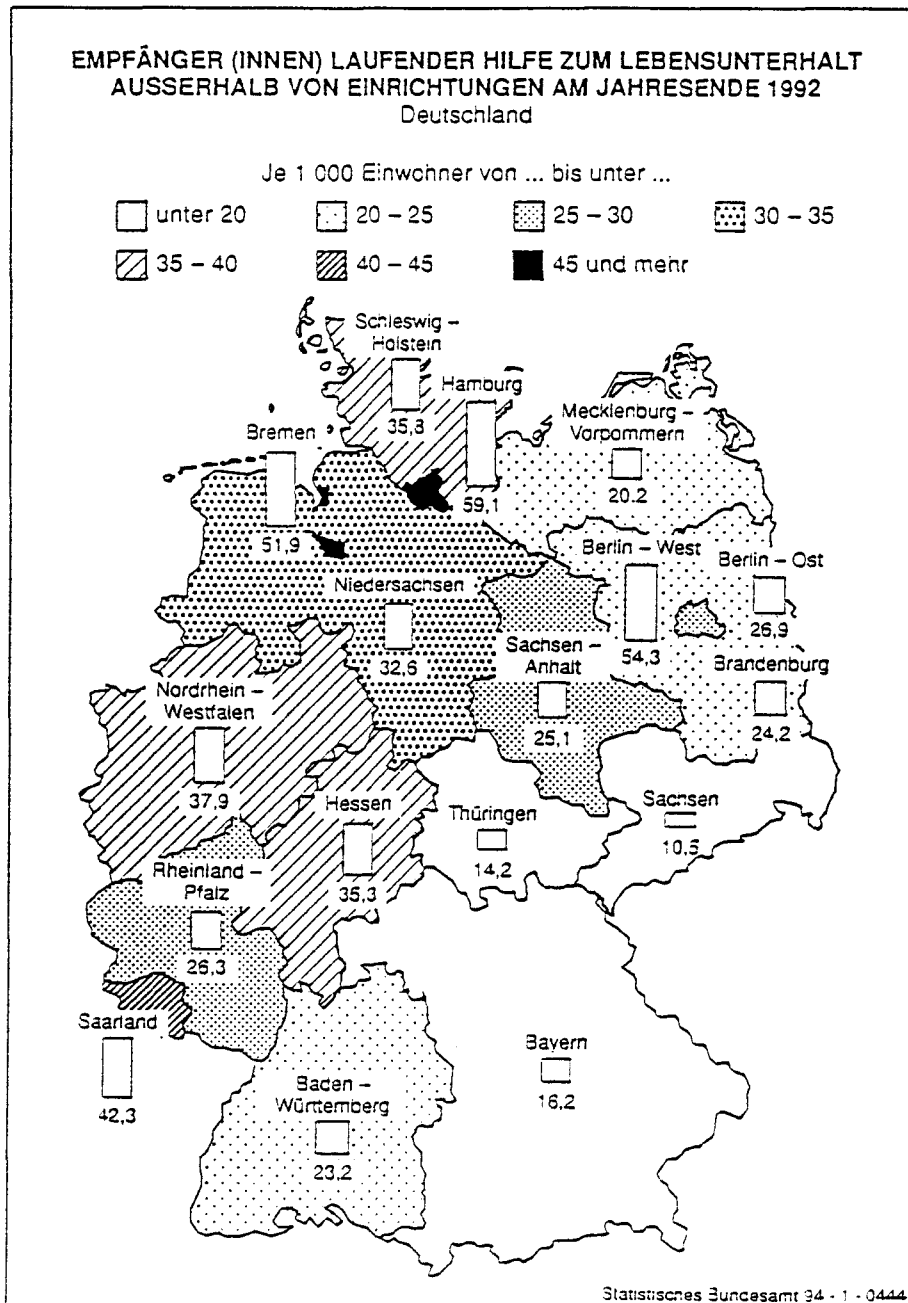 EMPFÄNGER (INNEN) LAUFENDER HILFE ZUM LEBENSUNTERHALT
AUSSERHALB VON EINRICHTUNGEN AM JAHRESENDE 1992
Deutschland
Je 1 000 Einwohner von ... bis unter ...
unter 20
20 – 25
25 – 30
30 – 35
35 – 40
40 – 45
45 und mehr
Schleswig –
Holstein
Hamburg
59,1
Mecklenburg –
Vorpommern
20,2
Bremen
51,9
Berlin – West
54,3
Berlin – Ost
26,9
Niedersachsen
32,6
Sachsen –
Anhalt
25,1
Brandenburg
24,2
Nordrhein –
Westfalen
37,9
Hessen
35,3
Thüringen
14,2
Sachsen
Rheinland –
Pfalz
26,3
Saarland
42,3
Baden –
Württemberg
23,2
Bayern
16,2
Statistisches Bundesamt 94 - 1 - 0444